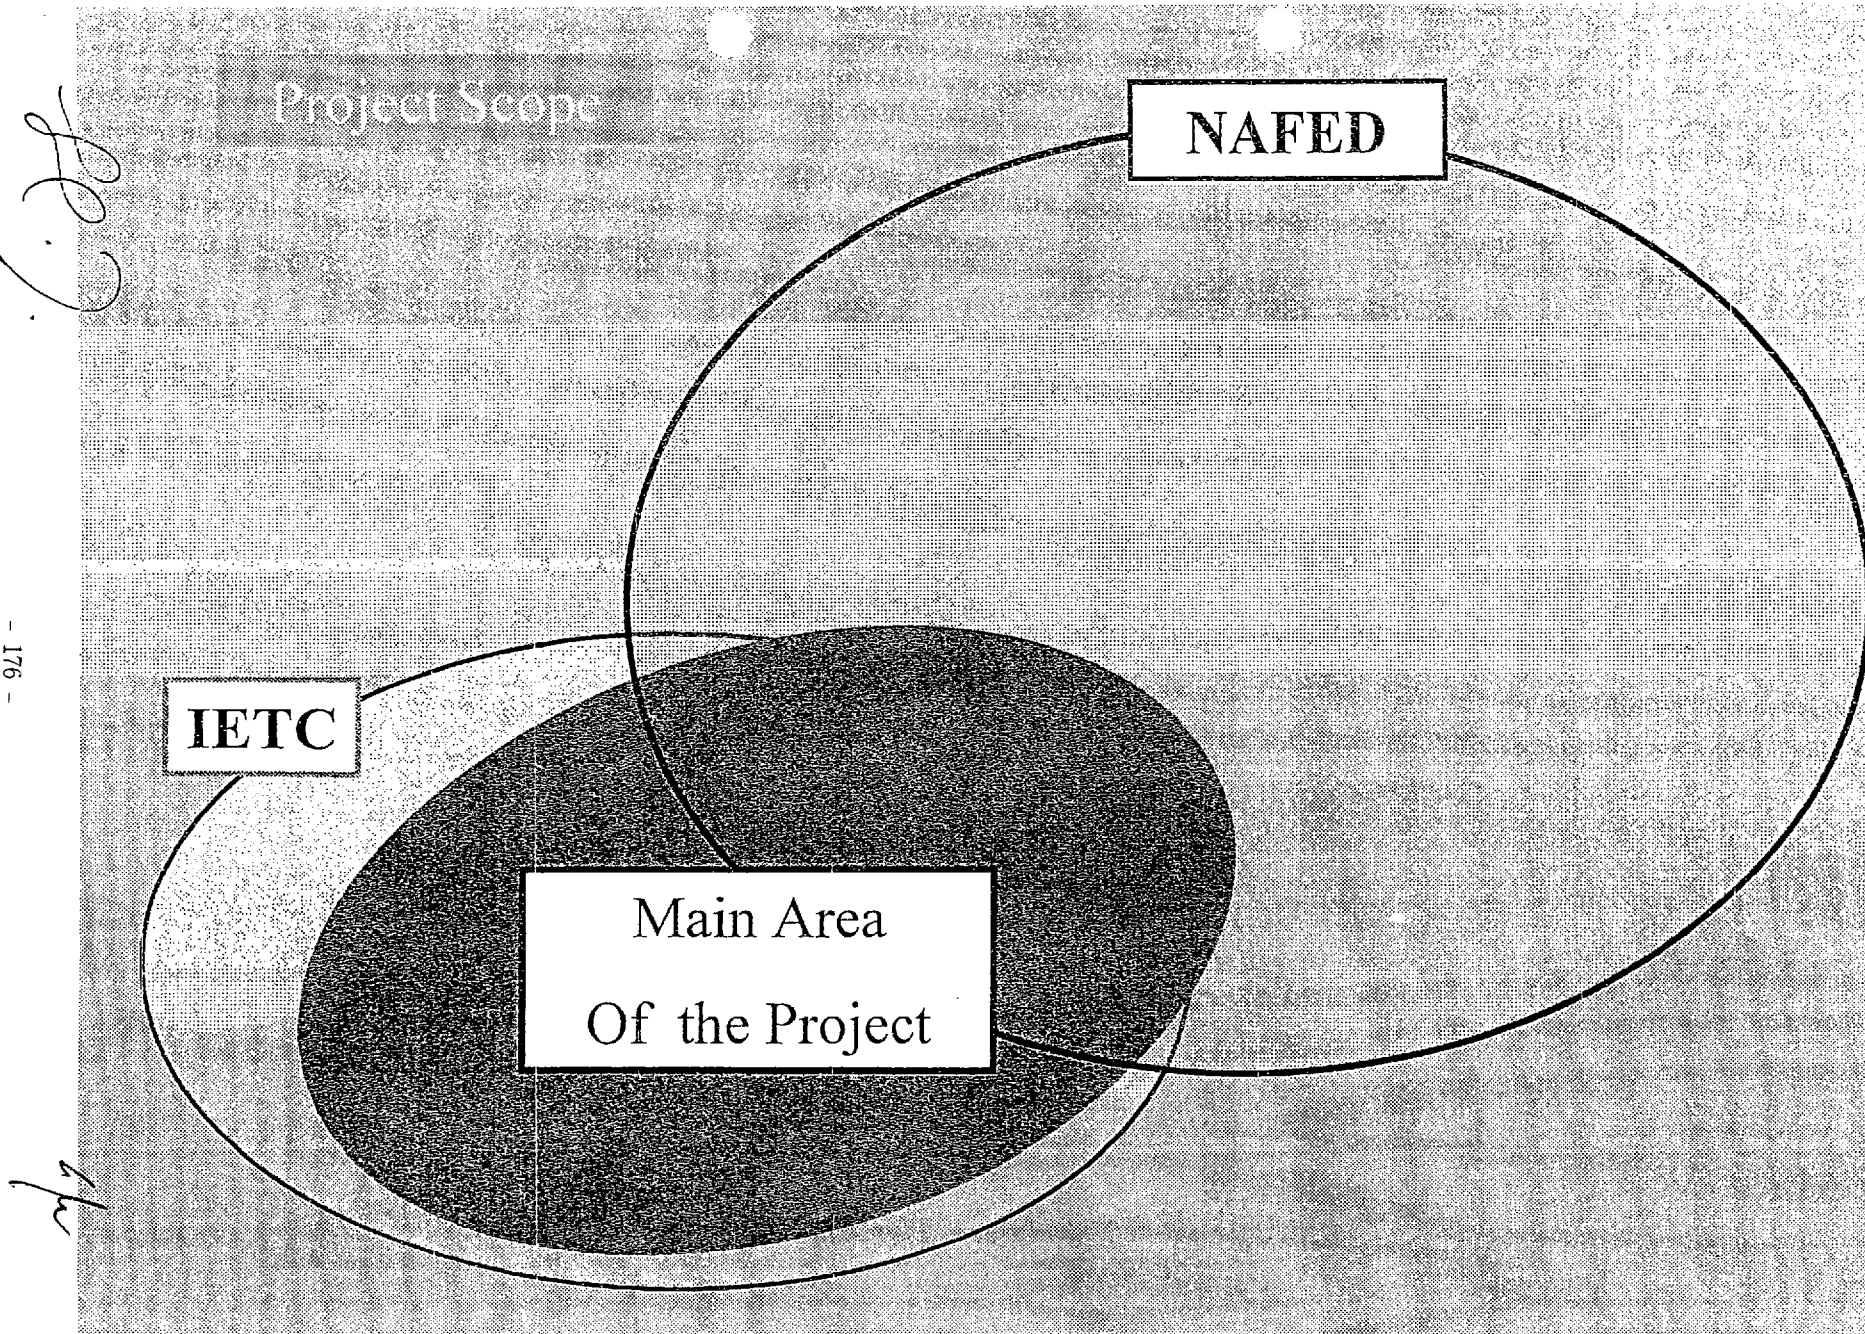 Project Scope
NAFED
IETC
Main Area
Of the Project
- 176 -